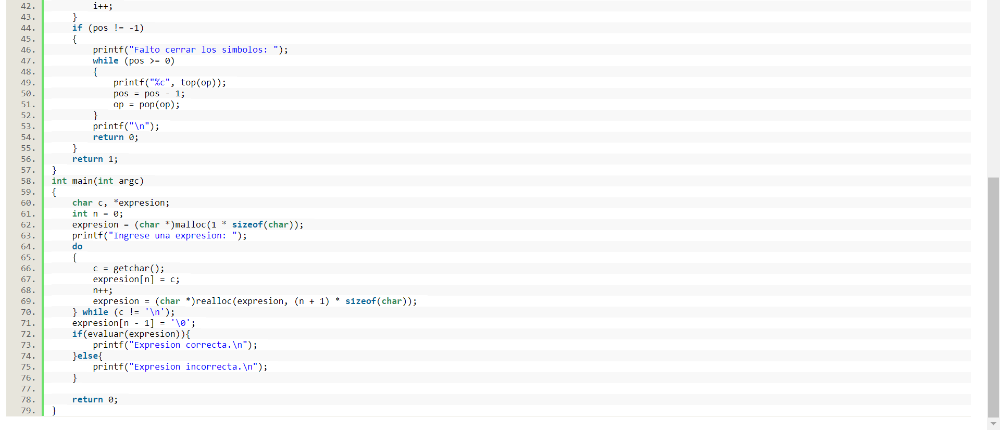 42.         i++;
43.     }
44.     if (pos != -1)
45.     {
46.         printf("Falto cerrar los simbolos: ");
47.         while (pos >= 0)
48.         {
49.             printf("%c", top(op));
50.             pos = pos - 1;
51.             op = pop(op);
52.         }
53.         printf("\n");
54.         return 0;
55.     }
56.     return 1;
57. }
58. int main(int argc)
59. {
60.     char c, *expresion;
61.     int n = 0;
62.     expresion = (char *)malloc(1 * sizeof(char));
63.     printf("Ingrese una expresion: ");
64.     do
65.     {
66.         c = getchar();
67.         expresion[n] = c;
68.         n++;
69.         expresion = (char *)realloc(expresion, (n + 1) * sizeof(char));
70.     } while (c != '\n');
71.     expresion[n - 1] = '\0';
72.     if(evaluar(expresion)){
73.         printf("Expresion correcta.\n");
74.     }else{
75.         printf("Expresion incorrecta.\n");
76.     }
77.
78.     return 0;
79. }